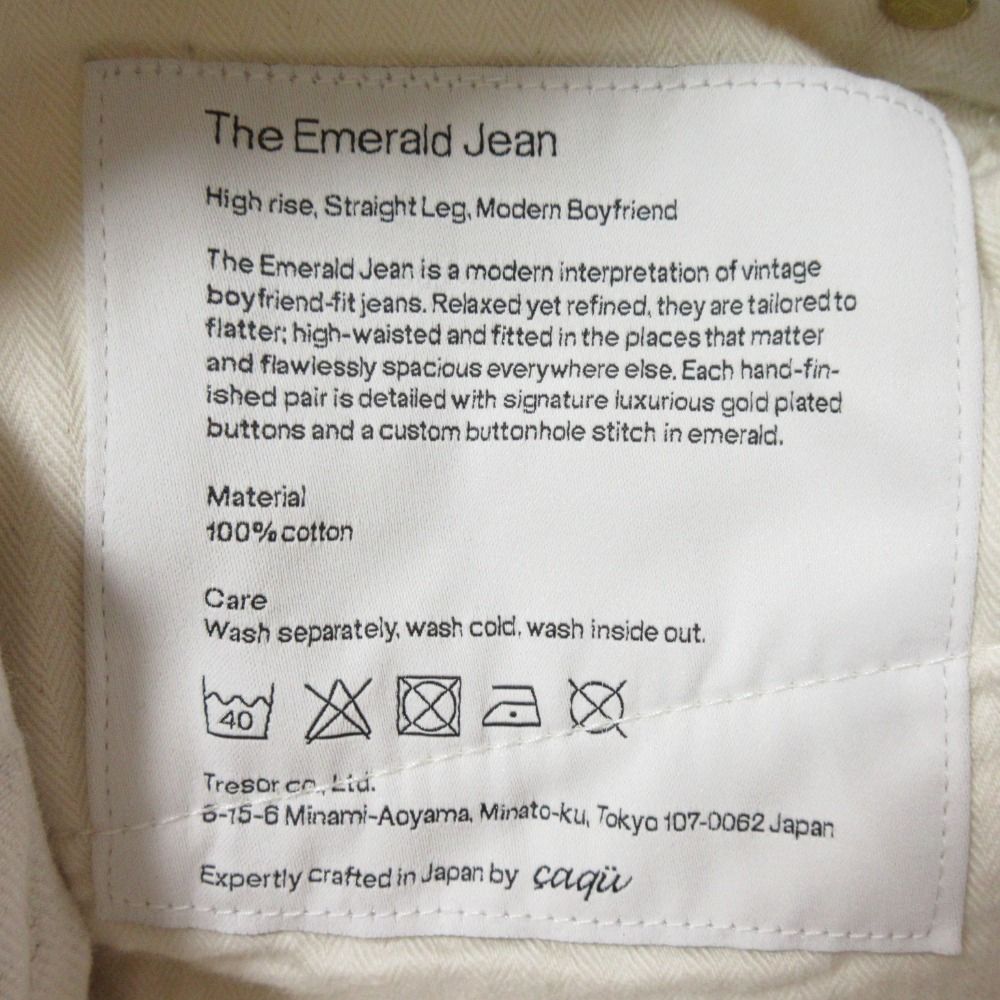 The Emerald Jean
High rise, Straight Leg, Modern Boyfriend
The Emerald Jean is a modern interpretation of vintage
boyfriend-fit jeans. Relaxed yet refined, they are tailored to
flatter; high-waisted and fitted in the places that matter
and flawlessly spacious everywhere else. Each hand-fin-
ished pair is detailed with signature luxurious gold plated
buttons and a custom buttonhole stitch in emerald.
Material
100% cotton
Care
Wash separately, wash cold, wash inside out.
40
Tresor co., Ltd.
Minami-Aoyama, Minato-ku, Tokyo 107-0062 Japan
Expertly crafted in Japan by çaqü